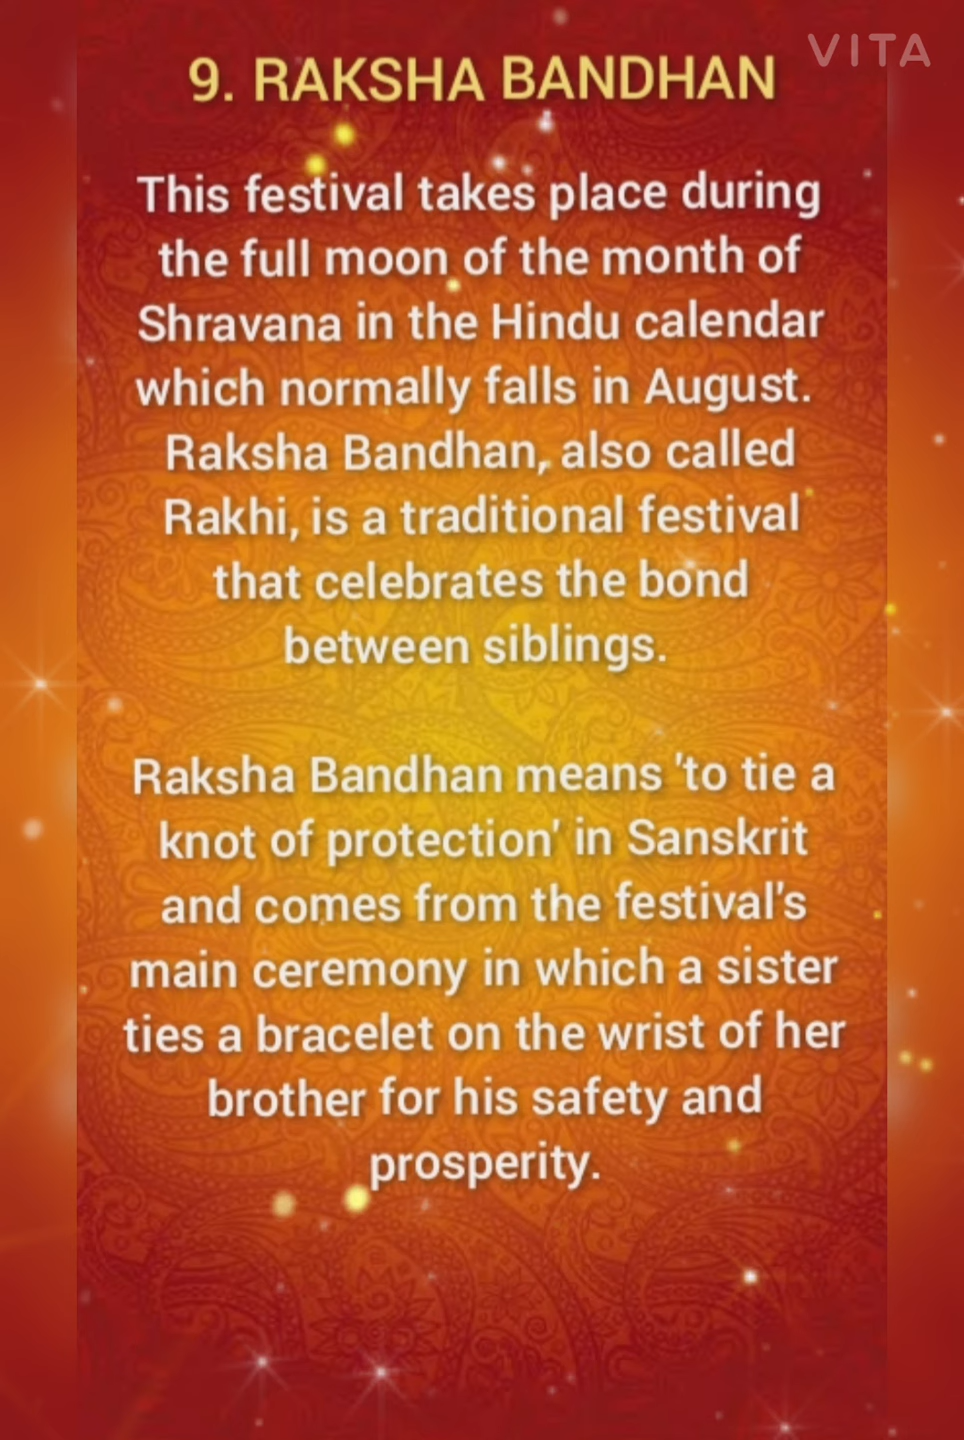 VITA
9. RAKSHA BANDHAN
This festival takes place during
the full moon of the month of
Shravana in the Hindu calendar
which normally falls in August.
Raksha Bandhan, also called
Rakhi, is a traditional festival
that celebrates the bond
between siblings.
Raksha Bandhan means 'to tie a
knot of protection' in Sanskrit
and comes from the festival's
main ceremony in which a sister
ties a bracelet on the wrist of her
brother for his safety and
prosperity.